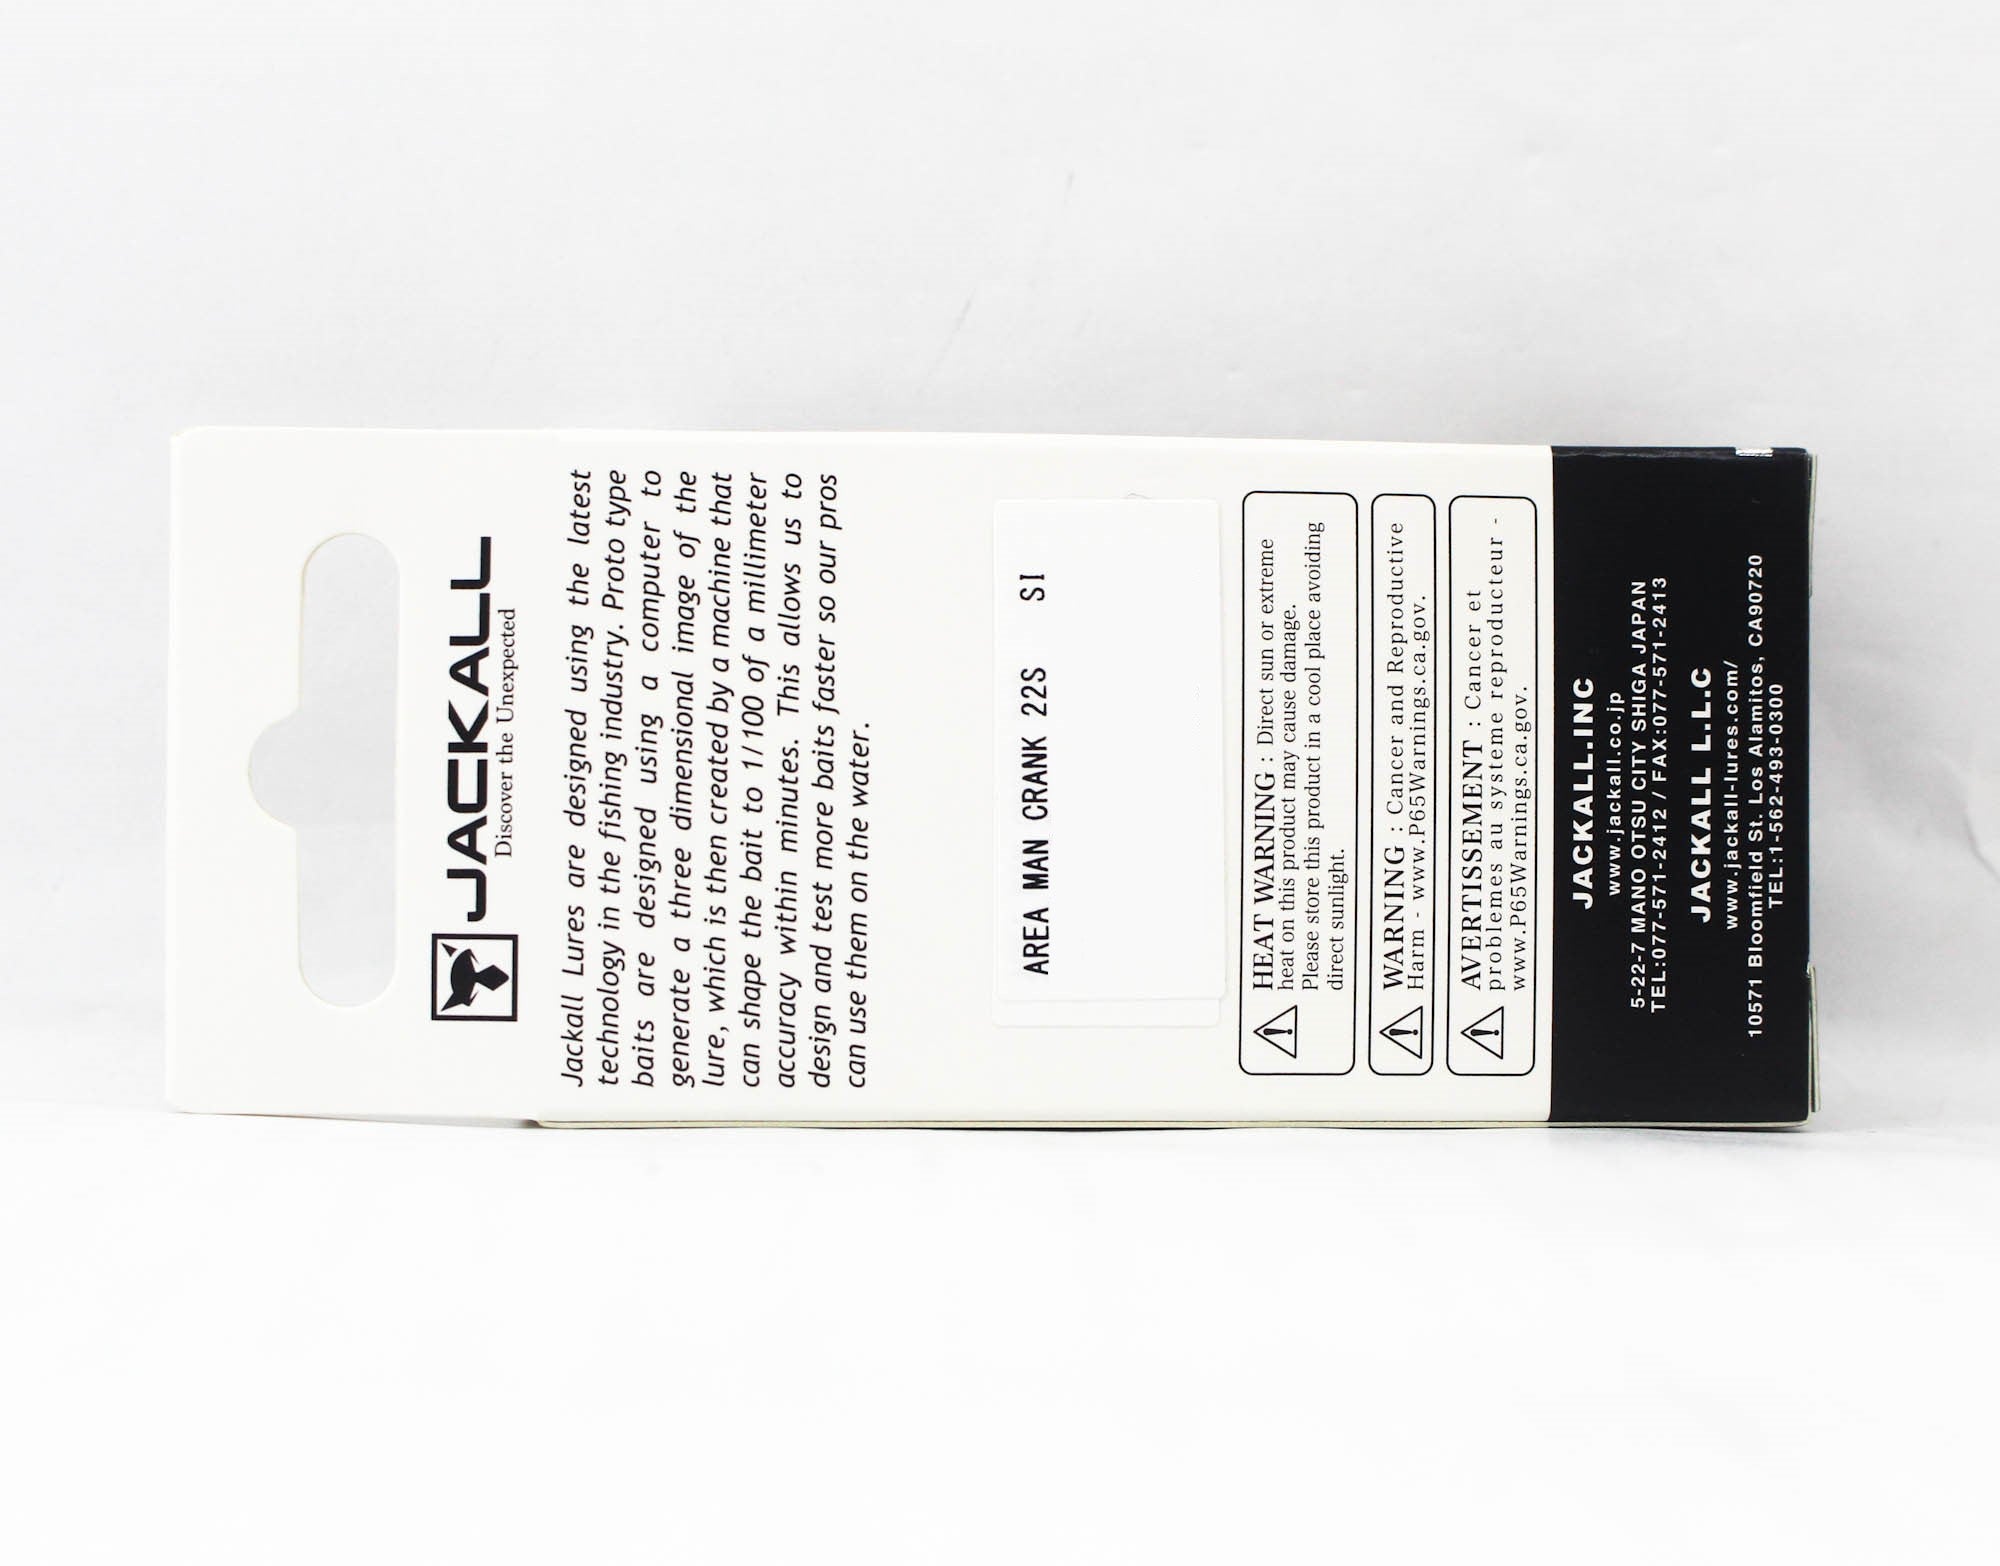 JACKALL
Discover the Unexpected
Jackall Lures are designed using the latest
technology in the fishing industry. Proto type
baits are designed using a computer to
generate a three dimensional image of the
lure, which is then created by a machine that
can shape the bait to 1/100 of a millimeter
accuracy within minutes. This allows us to
design and test more baits faster so our pros
can use them on the water.
AREA MAN CRANK 22S SI
HEAT WARNING : Direct sun or extreme
heat on this product may cause damage.
Please store this product in a cool place avoiding
direct sunlight.
WARNING : Cancer and Reproductive
Harm - www.P65Warnings.ca.gov.
AVERTISSEMENT : Cancer et
problemes au systeme reproducteur -
www.P65Warnings.ca.gov.
JACKALL.INC
www.jackall.co.jp
5-22-7 MANO OTSU CITY SHIGA JAPAN
TEL:077-571-2412 / FAX:077-571-2413
JACKALL L.L.C
www.jackall-lures.com/
10571 Bloomfield St. Los Alamitos, CA90720
TEL:1-562-493-0300